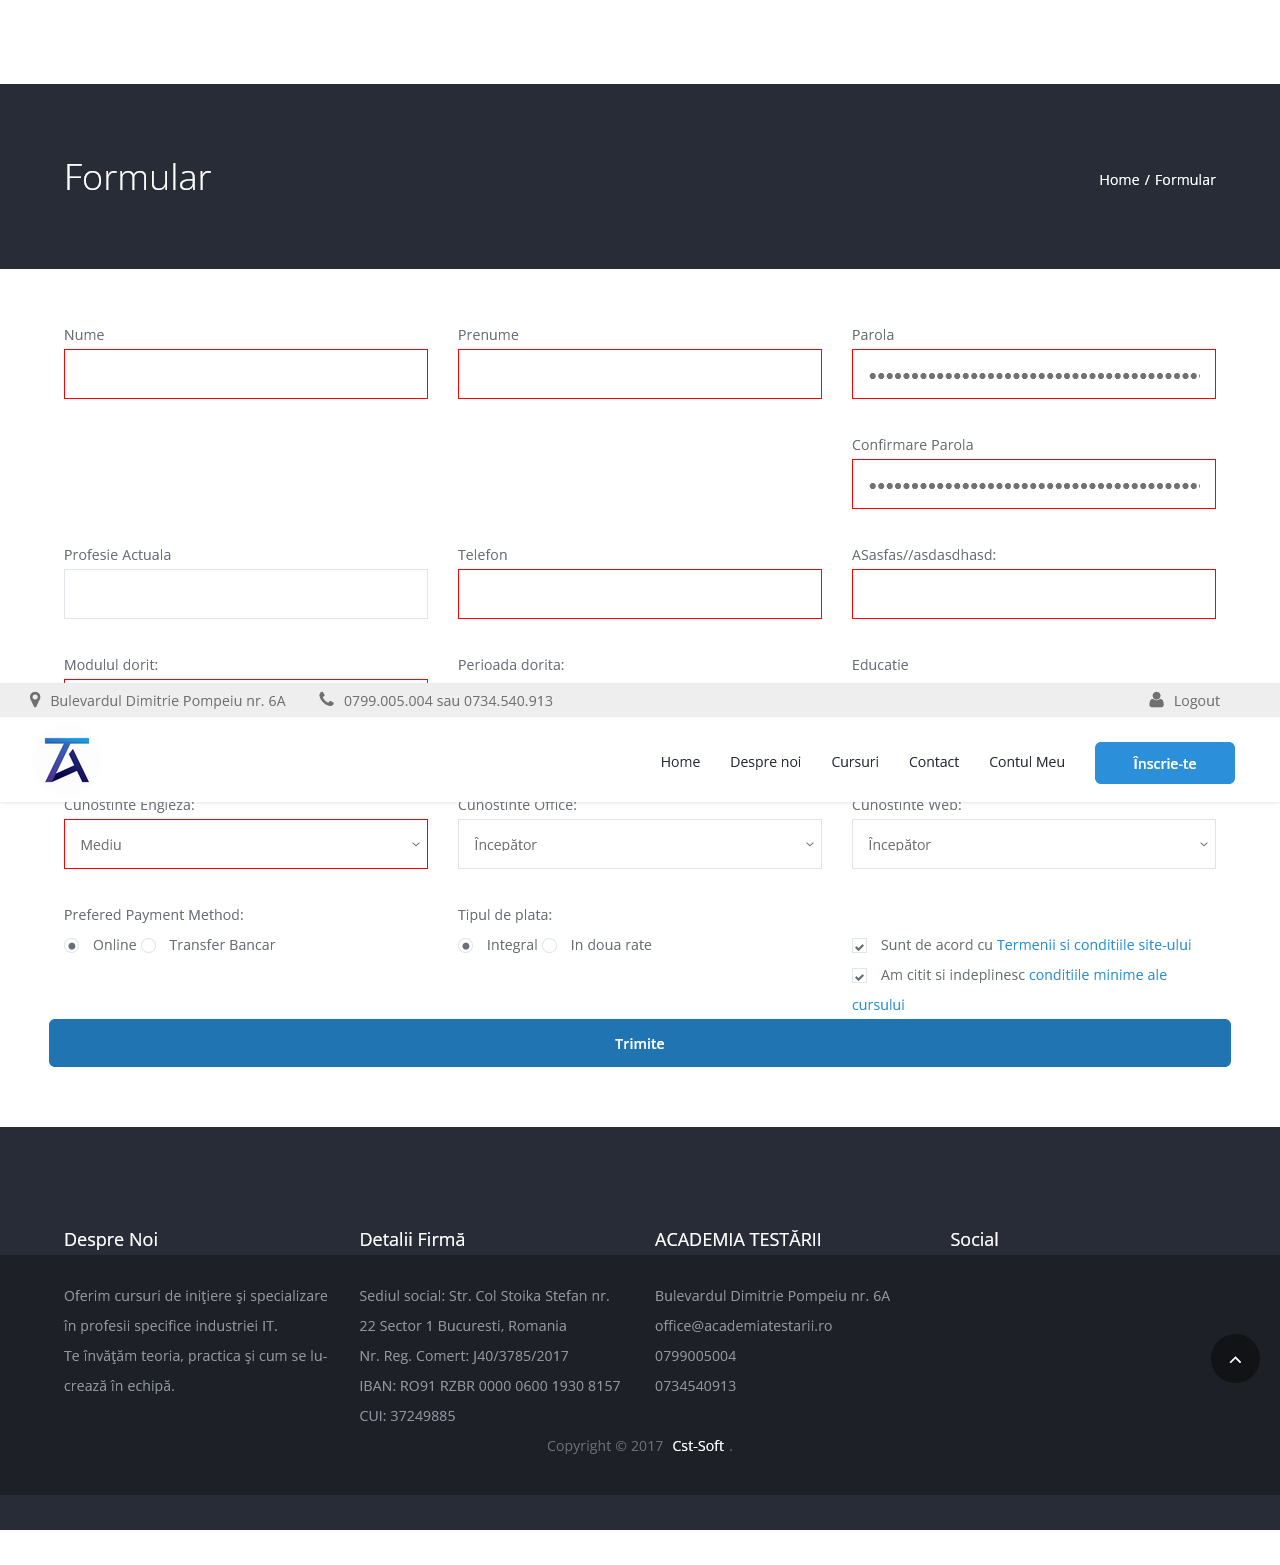 Formular
Home / Formular
Nume
Prenume
Parola
Confirmare Parola
Profesie Actuala
Telefon
ASasfas//asdasdhasd:
Modulul dorit:
Perioada dorita:
Educatie
Bulevardul Dimitrie Pompeiu nr. 6A
0799.005.004 sau 0734.540.913
Logout
TA
Home
Despre noi
Cursuri
Contact
Contul Meu
Înscrie-te
Cunostinte Engleza:
Cunostinte Office:
Cunostinte Web:
Mediu
Începător
Începător
Prefered Payment Method:
Online
Transfer Bancar
Tipul de plata:
Integral
In doua rate
Sunt de acord cu Termenii si conditiile site-ului
Am citit si indeplinesc conditiile minime ale
cursului
Trimite
Despre Noi
Oferim cursuri de inițiere și specializare
în profesii specifice industriei IT.
Te învățăm teoria, practica și cum se lu-
crează în echipă.
Detalii Firmă
Sediul social: Str. Col Stoika Stefan nr.
22 Sector 1 Bucuresti, Romania
Nr. Reg. Comert: J40/3785/2017
IBAN: RO91 RZBR 0000 0600 1930 8157
CUI: 37249885
ACADEMIA TESTĂRII
Bulevardul Dimitrie Pompeiu nr. 6A
office@academiatestarii.ro
0799005004
0734540913
Social
Copyright © 2017 Cst-Soft .